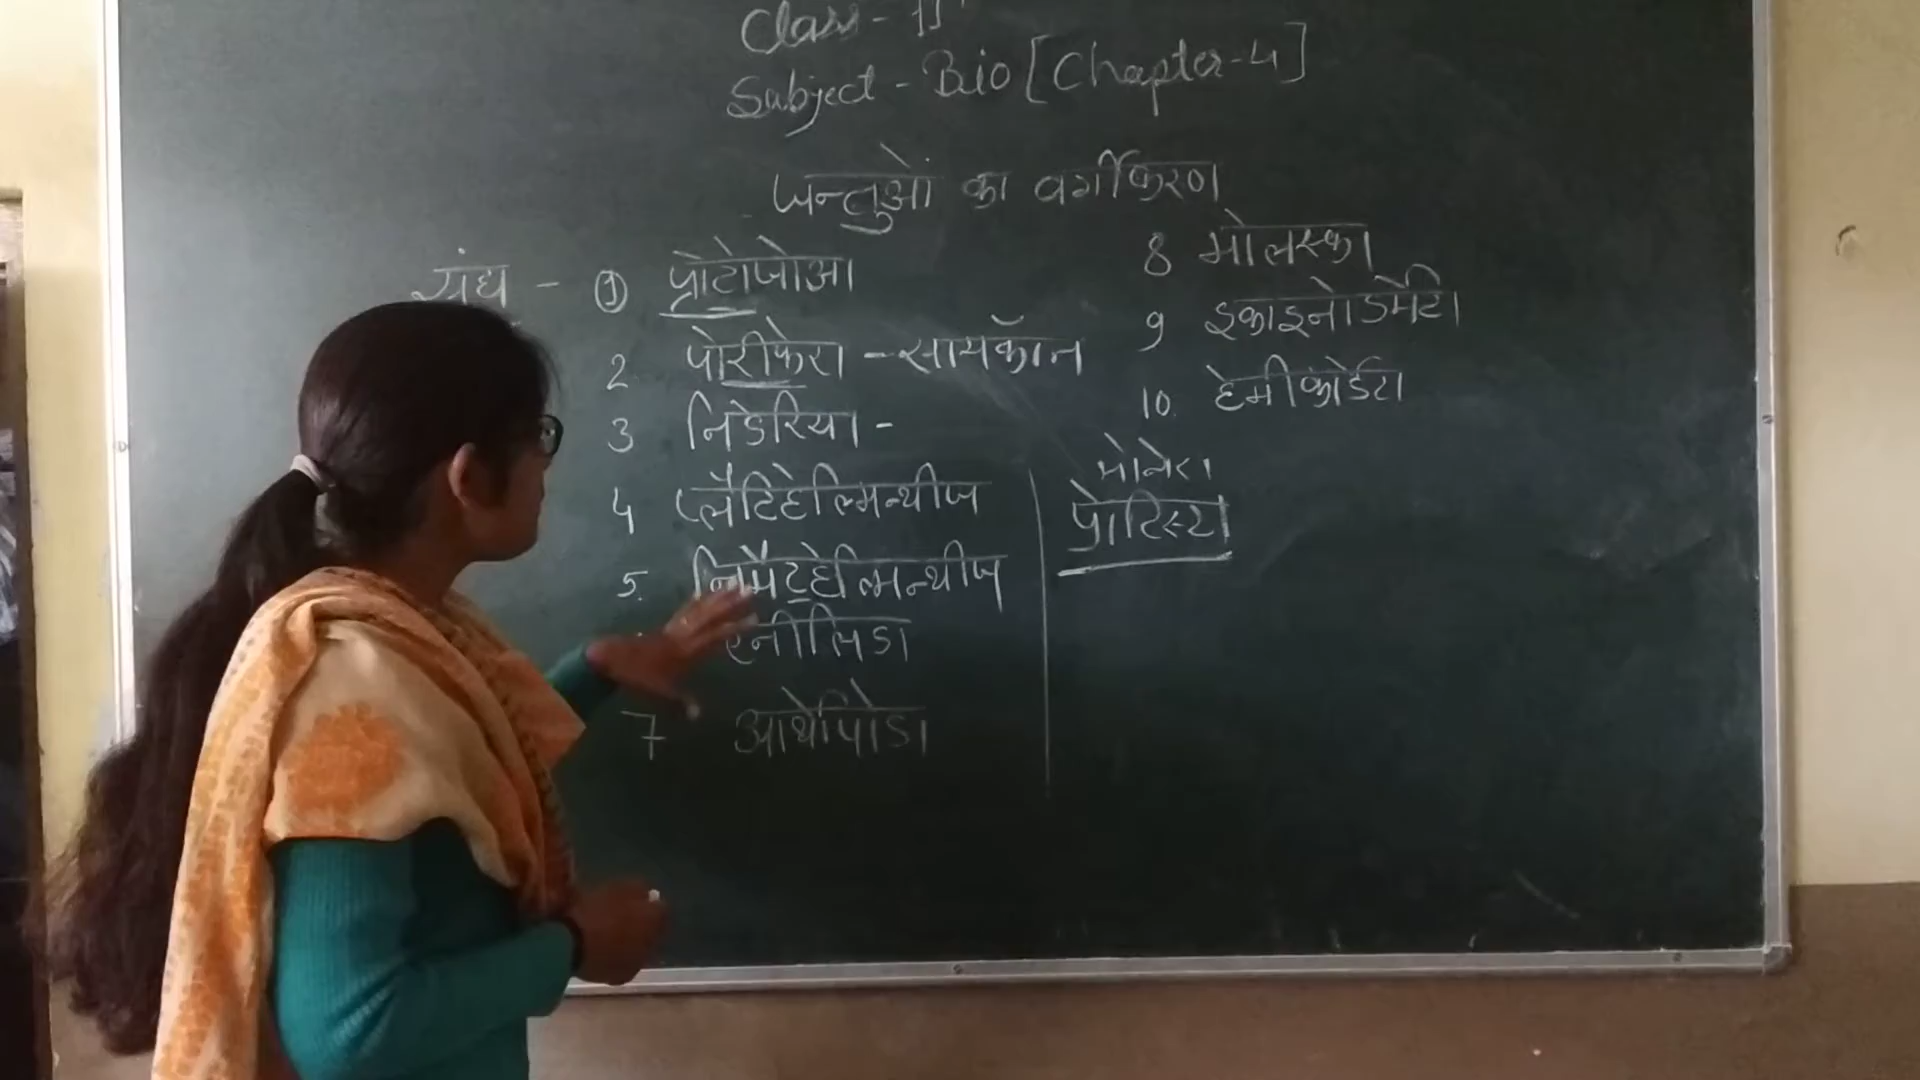 Class - 11
Subject - Bio [Chapter-4]
जन्तुओं का वर्गीकरण
संघ - ① प्रोटोजोआ
2 पोरीफेरा - सायकॉन
3 निडेरिया -
4 प्लैटिहेल्मिन्थीज
5. निमैटहेल्मिन्थीज
एनीलिडा
7 आर्थोपोडा
8 मोलस्का
9 इकाइनोडर्मेटा
10. हेमीकॉर्डेटा
मोनेरा
प्रोटिस्टा